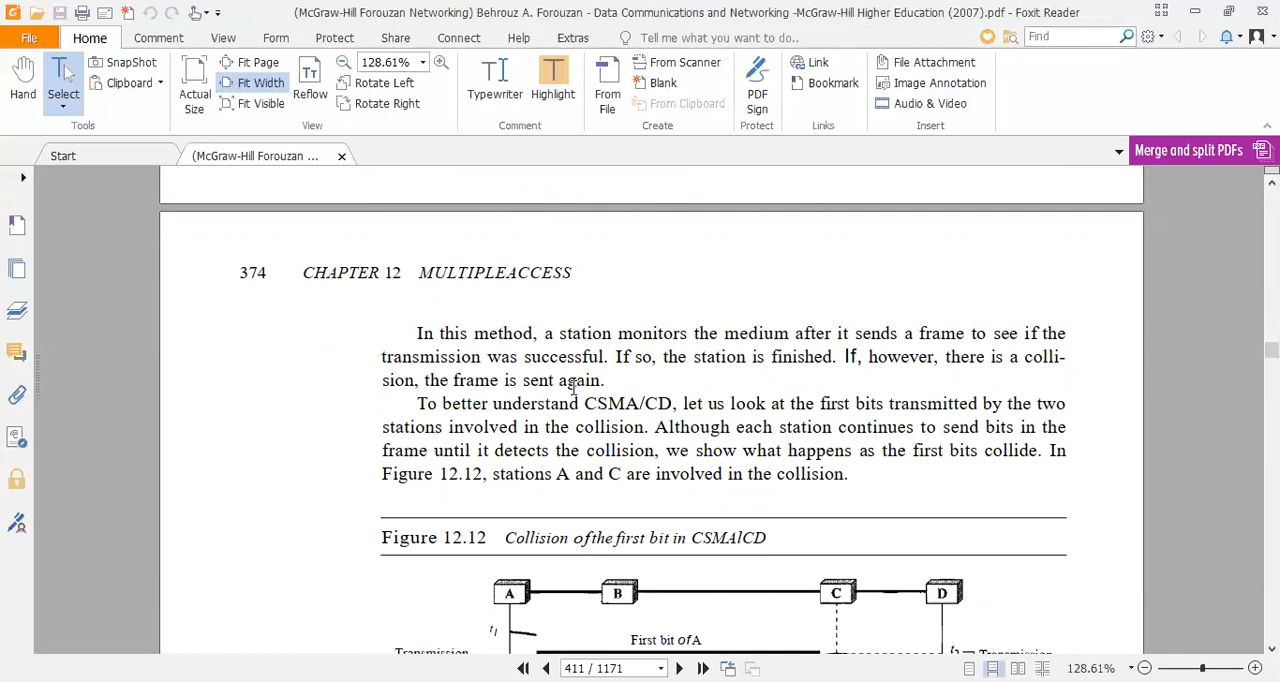 (McGraw-Hill Forouzan Networking) Behrouz A. Forouzan - Data Communications and Networking -McGraw-Hill Higher Education (2007).pdf - Foxit Reader
File Home Comment View Form Protect Share Connect Help Extras Tell me what you want to do... Find
Hand
Select
SnapShot
Clipboard
Tools
Actual Size
Fit Page
Fit Width
Fit Visible
Reflow
Rotate Left
Rotate Right
128.61%
View
Typewriter
Highlight
Comment
From File
From Scanner
Blank
From Clipboard
Create
PDF Sign
Protect
Link
Bookmark
Links
File Attachment
Image Annotation
Audio & Video
Insert
Start
(McGraw-Hill Forouzan ...
Merge and split PDFs
374 CHAPTER 12 MULTIPLEACCESS
In this method, a station monitors the medium after it sends a frame to see if the
transmission was successful. If so, the station is finished. If, however, there is a colli-
sion, the frame is sent again.
To better understand CSMA/CD, let us look at the first bits transmitted by the two
stations involved in the collision. Although each station continues to send bits in the
frame until it detects the collision, we show what happens as the first bits collide. In
Figure 12.12, stations A and C are involved in the collision.
Figure 12.12 Collision ofthe first bit in CSMAlCD
A B C D
t1
First bit ofA
Transmission
Transmission
411 / 1171
128.61%